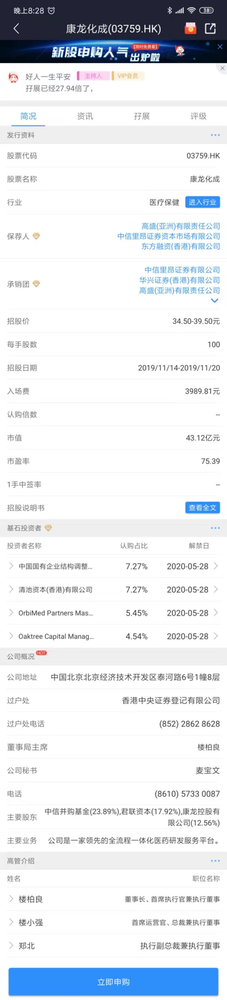 晚上8:28
38
康龙化成(03759.HK)
新股申购人气
【限时免费看】
出炉啦
好人一生平安 主持人 VIP会员
孖展已经27.94倍了,
简况 资讯 孖展 评级
发行资料
股票代码 03759.HK
股票名称 康龙化成
行业 医疗保健 进入行业
保荐人 高盛(亚洲)有限责任公司
中信里昂证券资本市场有限公司
东方融资(香港)有限公司
承销团 中信里昂证券有限公司
华兴证券(香港)有限公司
高盛(亚洲)有限责任公司
招股价 34.50-39.50元
每手股数 100
招股日期 2019/11/14-2019/11/20
入场费 3989.81元
认购倍数 --
市值 43.12亿元
市盈率 75.39
1手中签率 --
招股说明书 查看全文
基石投资者
投资者名称 认购占比 解禁日
中国国有企业结构调整... 7.27% 2020-05-28
清池资本(香港)有限公司 7.27% 2020-05-28
OrbiMed Partners Mas... 5.45% 2020-05-28
Oaktree Capital Manag... 4.54% 2020-05-28
公司概况 HOT
公司地址 中国北京北京经济技术开发区泰河路6号1幢8层
过户处 香港中央证券登记有限公司
过户处电话 (852) 2862 8628
董事局主席 楼柏良
公司秘书 麦宝文
电话 (8610) 5733 0087
主要股东 中信并购基金(23.89%),君联资本(17.92%),康龙控股有
限公司(12.56%)
主要业务 公司是一家领先的全流程一体化医药研发服务平台。
高管介绍
姓名 职位名称
楼柏良 董事长、首席执行官兼执行董事
楼小强 首席运营官、总裁兼执行董事
郑北 执行副总裁兼执行董事
立即申购